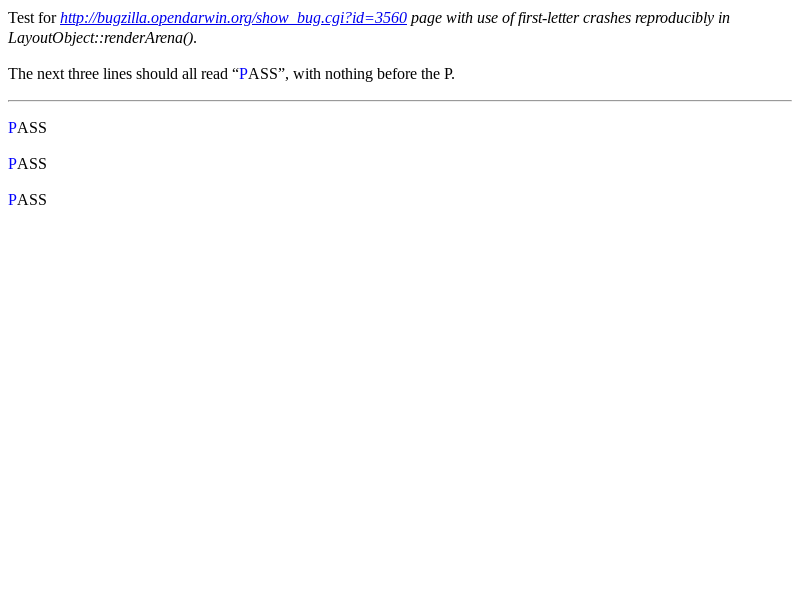 Test for http://bugzilla.opendarwin.org/show_bug.cgi?id=3560 page with use of first-letter crashes reproducibly in
LayoutObject::renderArena().
The next three lines should all read “PASS”, with nothing before the P.
PASS
PASS
PASS